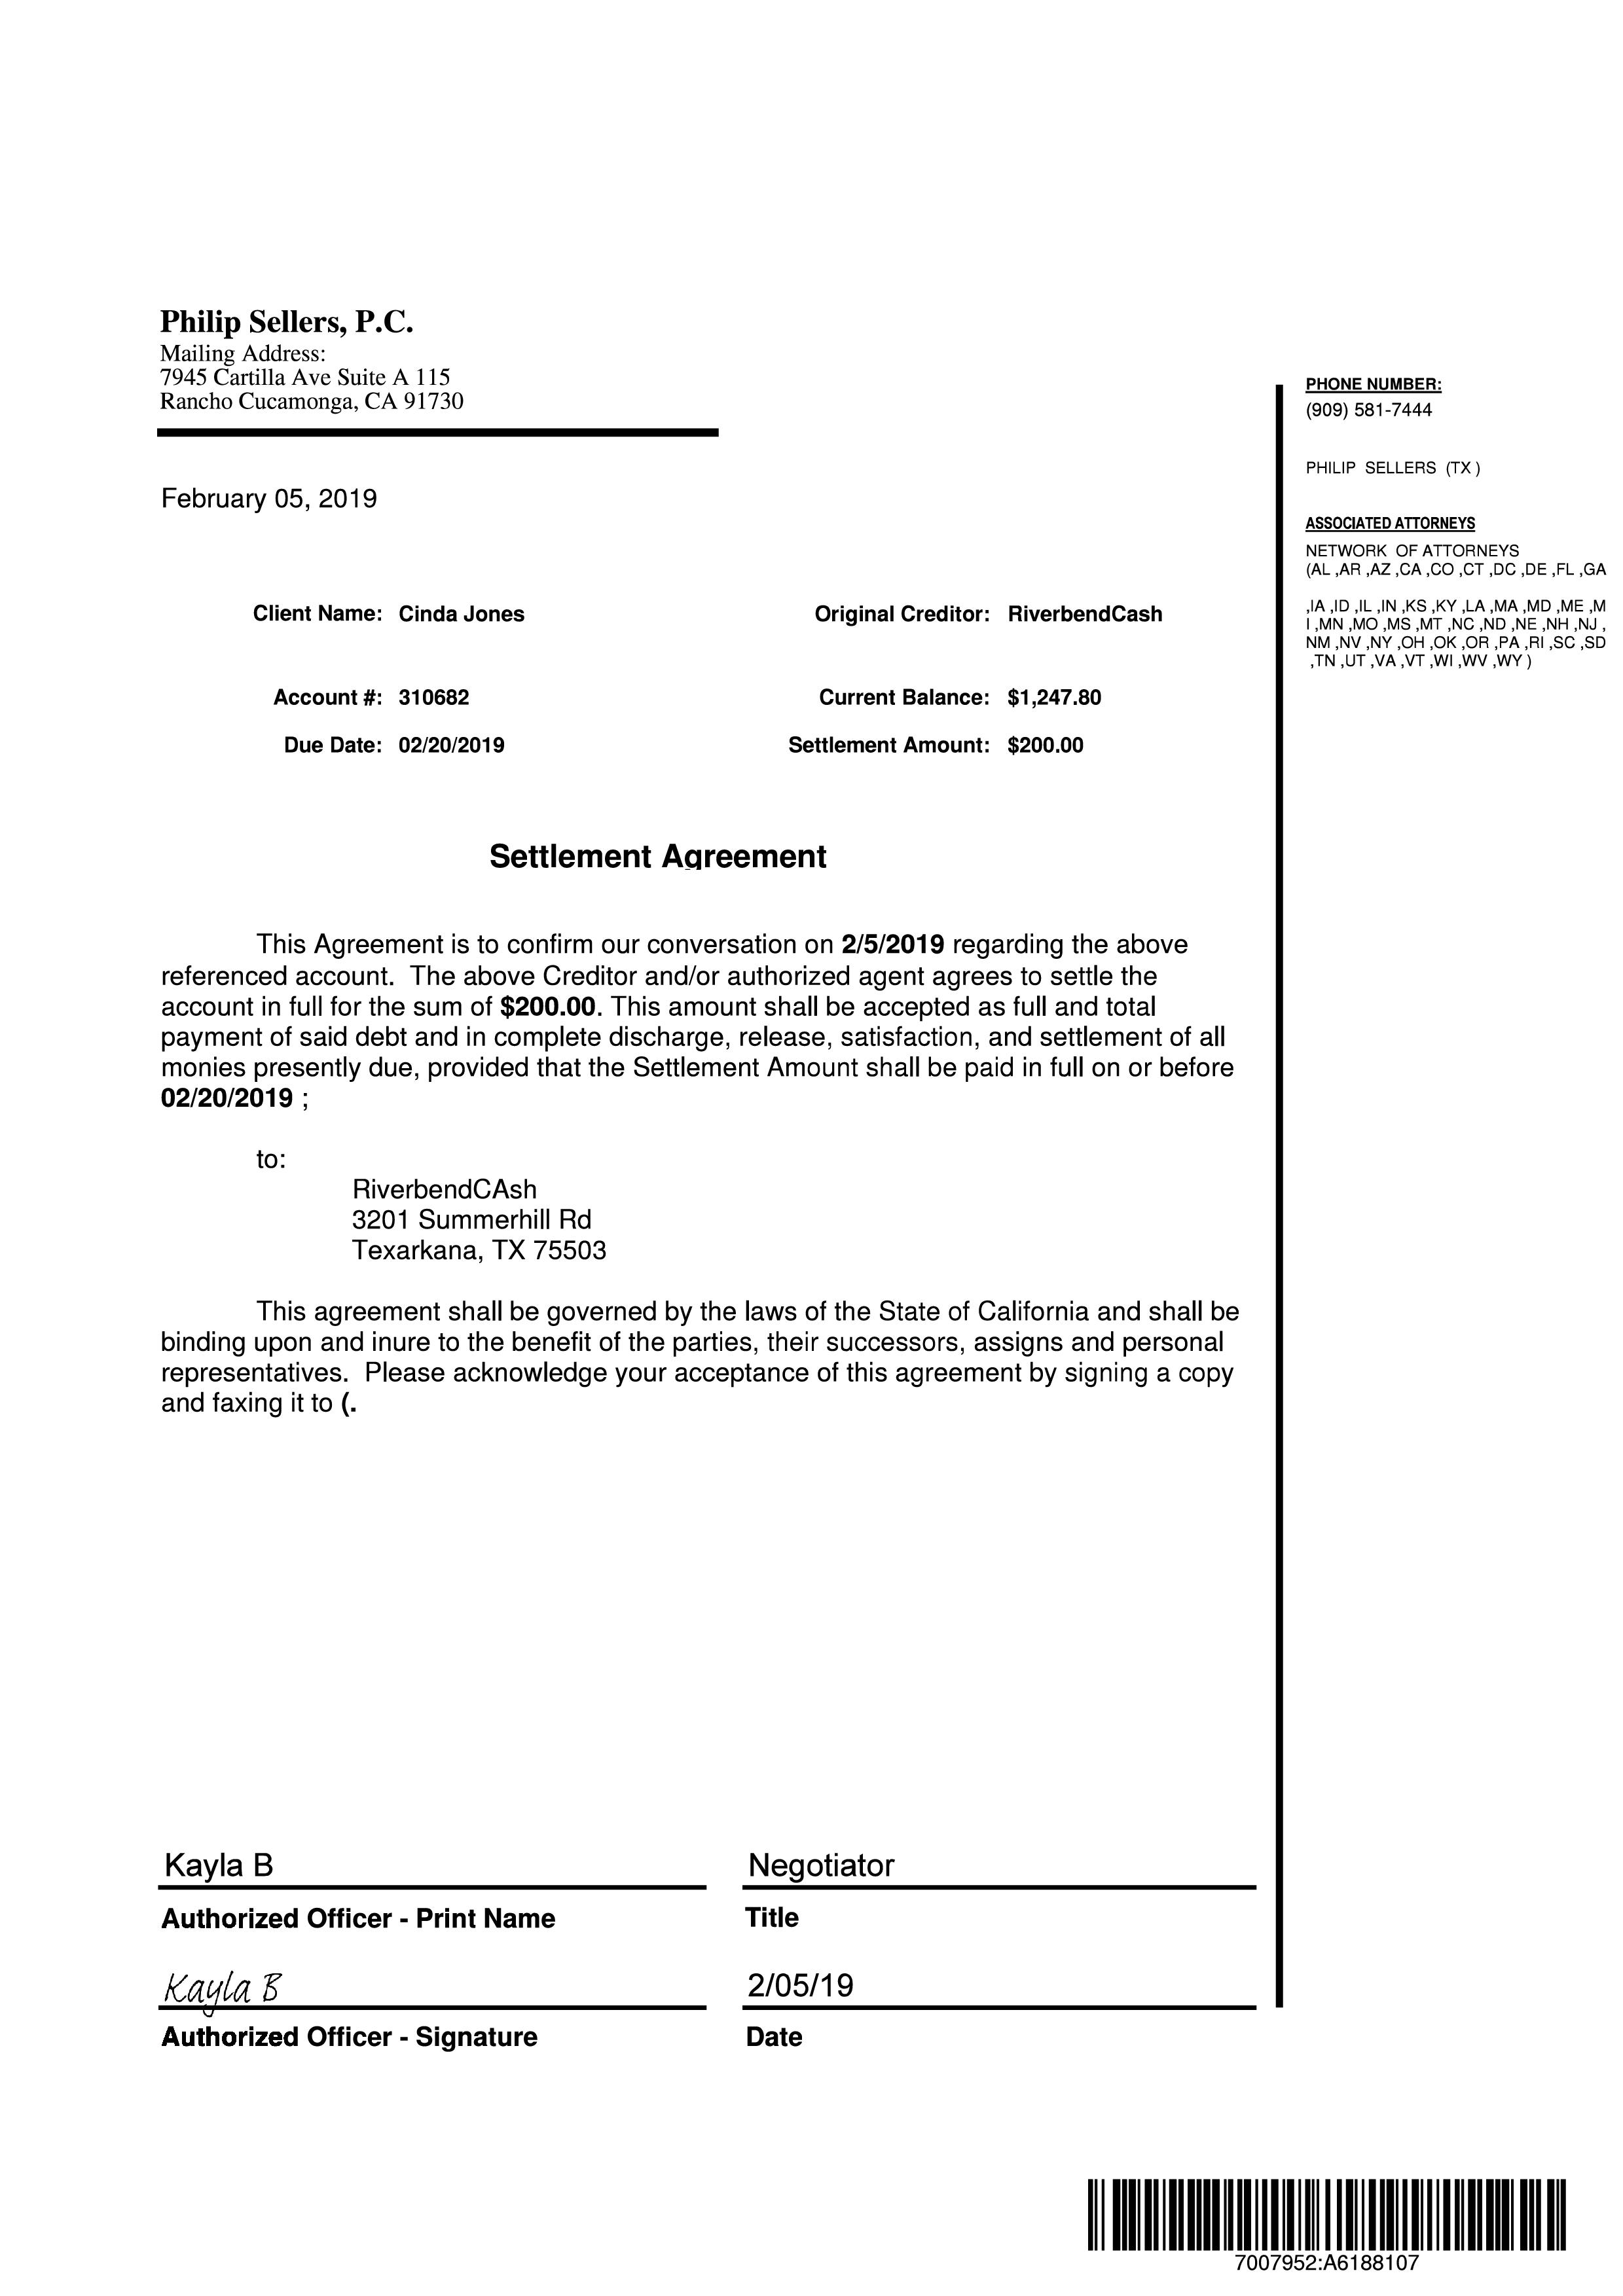 Philip Sellers, P.C.
Mailing Address:
7945 Cartilla Ave Suite A 115
Rancho Cucamonga, CA 91730
PHONE NUMBER:
(909) 581-7444
PHILIP SELLERS (TX )
ASSOCIATED ATTORNEYS
NETWORK OF ATTORNEYS
(AL ,AR ,AZ ,CA ,CO ,CT ,DC ,DE ,FL ,GA
,IA ,ID ,IL ,IN ,KS ,KY ,LA ,MA ,MD ,ME ,M
I ,MN ,MO ,MS ,MT ,NC ,ND ,NE ,NH ,NJ ,
NM ,NV ,NY ,OH ,OK ,OR ,PA ,RI ,SC ,SD
,TN ,UT ,VA ,VT ,WI ,WV ,WY )
February 05, 2019
Client Name: Cinda Jones Original Creditor: RiverbendCash
Account #: 310682 Current Balance: $1,247.80
Due Date: 02/20/2019 Settlement Amount: $200.00
Settlement Agreement
This Agreement is to confirm our conversation on 2/5/2019 regarding the above
referenced account. The above Creditor and/or authorized agent agrees to settle the
account in full for the sum of $200.00. This amount shall be accepted as full and total
payment of said debt and in complete discharge, release, satisfaction, and settlement of all
monies presently due, provided that the Settlement Amount shall be paid in full on or before
02/20/2019 ;
to:
RiverbendCAsh
3201 Summerhill Rd
Texarkana, TX 75503
This agreement shall be governed by the laws of the State of California and shall be
binding upon and inure to the benefit of the parties, their successors, assigns and personal
representatives. Please acknowledge your acceptance of this agreement by signing a copy
and faxing it to (.
Kayla B Negotiator
Authorized Officer - Print Name Title
Kayla B 2/05/19
Authorized Officer - Signature Date
7007952:A6188107